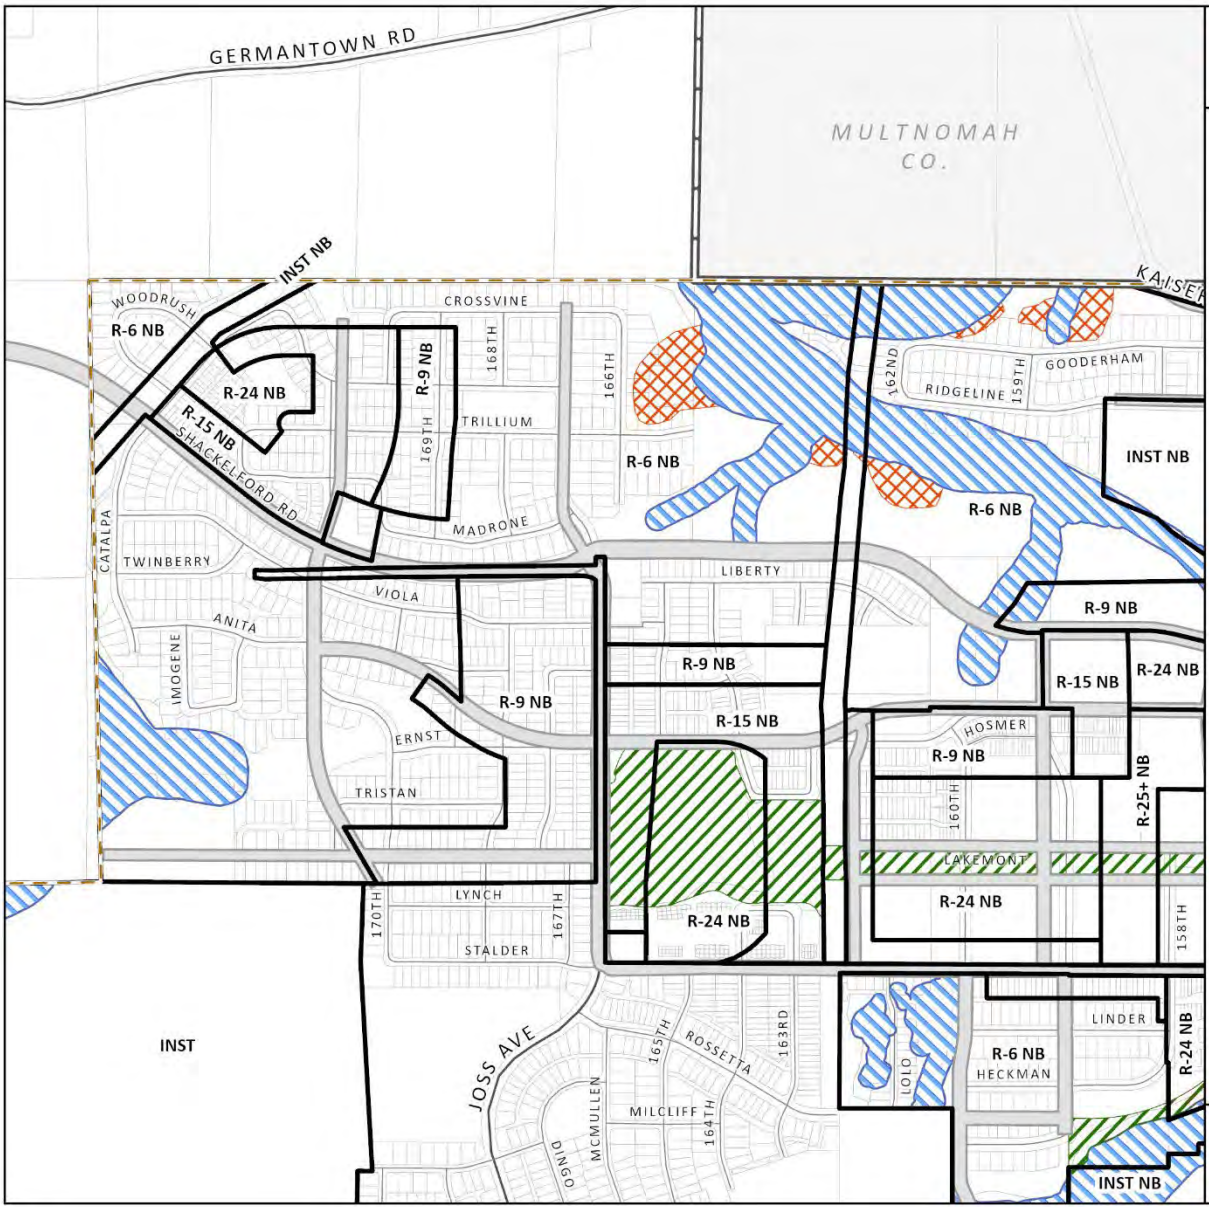 GERMANTOWN RD
MULTNOMAH
CO.
INST NB
KAISER
WOODRUSH
CROSSVINE
R-6 NB
168TH
166TH
R-9 NB
162ND
159TH
GOODERHAM
RIDGELINE
R-24 NB
R-15 NB
TRILLIUM
169TH
SHACKELFORD RD
R-6 NB
INST NB
R-6 NB
MADRONE
CATALPA
TWINBERRY
LIBERTY
VIOLA
R-9 NB
ANITA
IMOGENE
R-9 NB
R-15 NB
R-24 NB
R-9 NB
R-15 NB
ERNST
HOSMER
R-9 NB
R-25+ NB
TRISTAN
160TH
LAKEMONT
LYNCH
170TH
167TH
R-24 NB
R-24 NB
158TH
STALDER
INST
JOSS AVE
165TH
ROSSETTA
163RD
LOLO
LINDER
R-6 NB
HECKMAN
R-24 NB
MCMULLEN
MILCLIFF
164TH
DINGO
INST NB